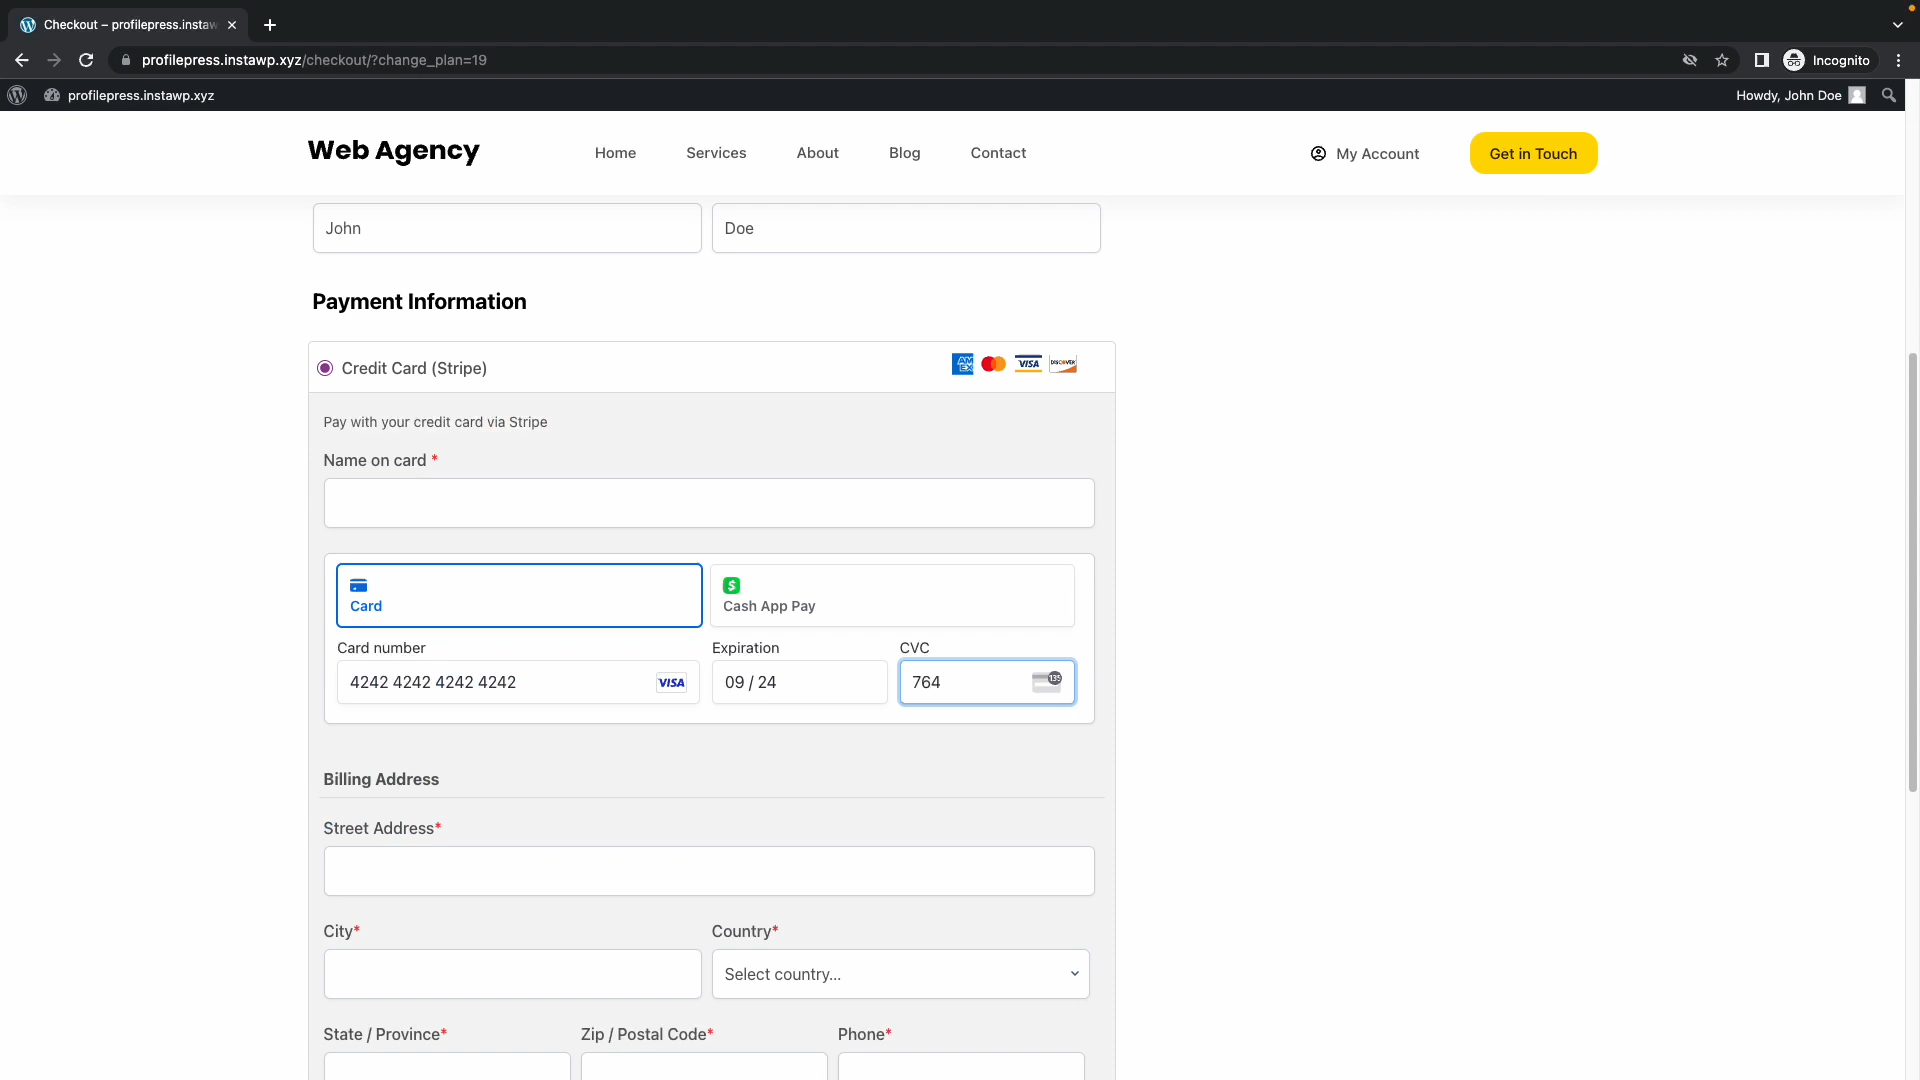 Checkout – profilepress.instaw
profilepress.instawp.xyz/checkout/?change_plan=19
Incognito
profilepress.instawp.xyz
Howdy, John Doe
Web Agency
Home
Services
About
Blog
Contact
My Account
Get in Touch
John
Doe
Payment Information
Credit Card (Stripe)
AM
EX
VISA
DISCOVER
Pay with your credit card via Stripe
Name on card *
Card
Cash App Pay
Card number
Expiration
CVC
4242 4242 4242 4242
VISA
09 / 24
764
135
Billing Address
Street Address*
City*
Country*
Select country...
State / Province*
Zip / Postal Code*
Phone*